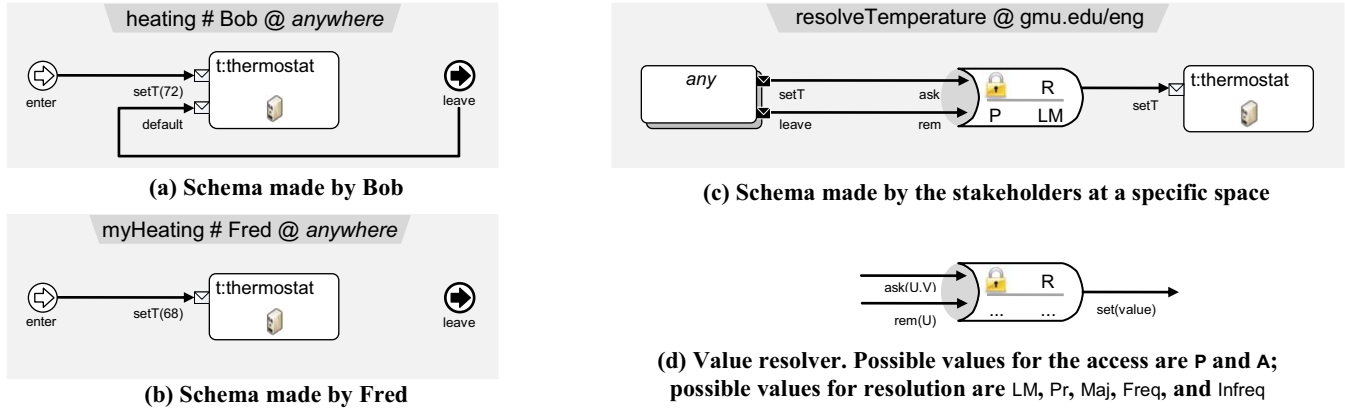 heating # Bob @ anywhere
t:thermostat
enter
setT(72)
default
leave
(a) Schema made by Bob
myHeating # Fred @ anywhere
t:thermostat
enter
setT(68)
leave
(b) Schema made by Fred
resolveTemperature @ gmu.edu/eng
any
setT
ask
leave
rem
R
P LM
setT
t:thermostat
(c) Schema made by the stakeholders at a specific space
ask(U,V)
rem(U)
R
... ...
set(value)
(d) Value resolver. Possible values for the access are P and A;
possible values for resolution are LM, Pr, Maj, Freq, and Infreq